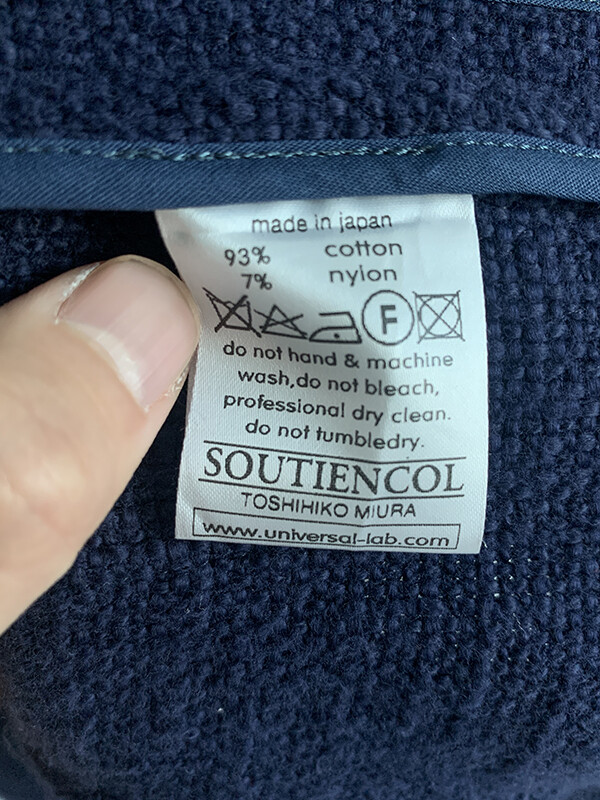 made in japan
93% cotton
7% nylon
F
do not hand & machine
wash,do not bleach,
professional dry clean.
do not tumbledry.
SOUTIENCOL
TOSHIHIKO MIURA
www.universal-lab.com